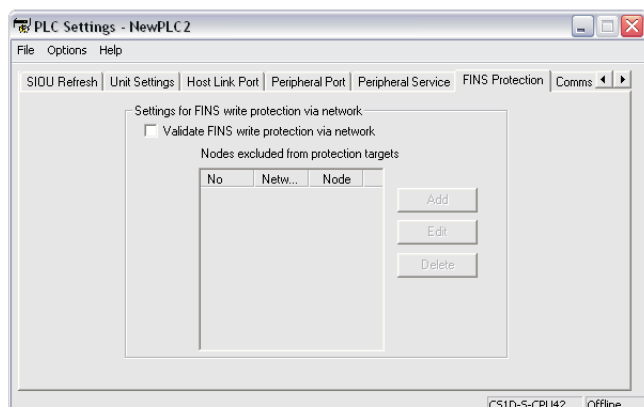 PLC Settings - NewPLC2
File Options Help
SIOU Refresh Unit Settings Host Link Port Peripheral Port Peripheral Service FINS Protection Comms
Settings for FINS write protection via network
Validate FINS write protection via network
Nodes excluded from protection targets
No Netw... Node
Add
Edit
Delete
CS1D-S-CPU42 Offline